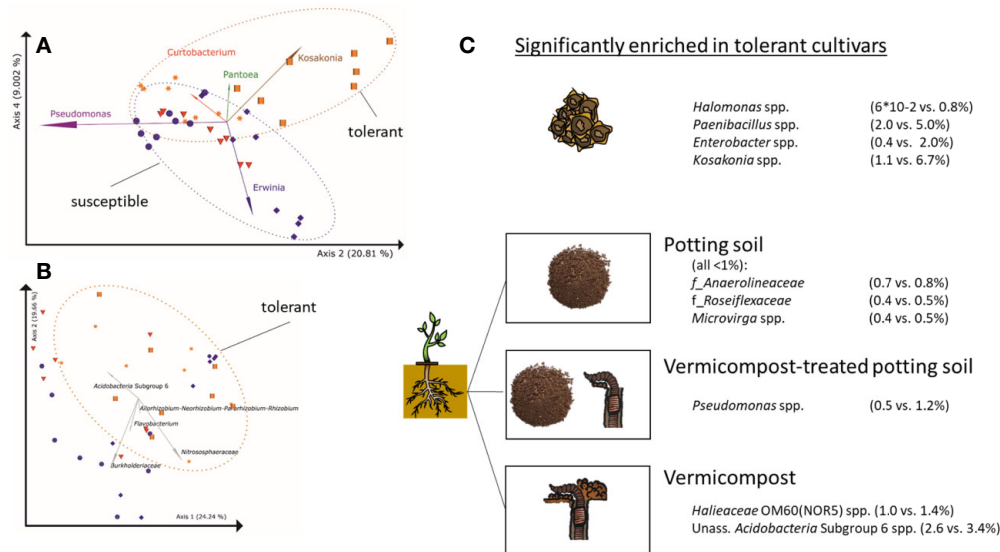 A
Axis 4 (9.002 %)
Curtobacterium
Pantoea
Kosakonia
Pseudomonas
tolerant
susceptible
Erwinia
Axis 2 (20.81 %)
B
Axis 2 (19.66 %)
tolerant
Acidobacteria Subgroup 6
Allorhizobium-Neorhizobium-Pararhizobium-Rhizobium
Flavobacterium
Nitrososphaeraceae
Burkholderiaceae
Axis 1 (24.24 %)
C
Significantly enriched in tolerant cultivars
Halomonas spp. (6*10-2 vs. 0.8%)
Paenibacillus spp. (2.0 vs. 5.0%)
Enterobacter spp. (0.4 vs. 2.0%)
Kosakonia spp. (1.1 vs. 6.7%)
Potting soil
(all <1%):
f_Anaerolineaceae (0.7 vs. 0.8%)
f_Roseiflexaceae (0.4 vs. 0.5%)
Microvirga spp. (0.4 vs. 0.5%)
Vermicompost-treated potting soil
Pseudomonas spp. (0.5 vs. 1.2%)
Vermicompost
Halieaceae OM60(NOR5) spp. (1.0 vs. 1.4%)
Unass. Acidobacteria Subgroup 6 spp. (2.6 vs. 3.4%)